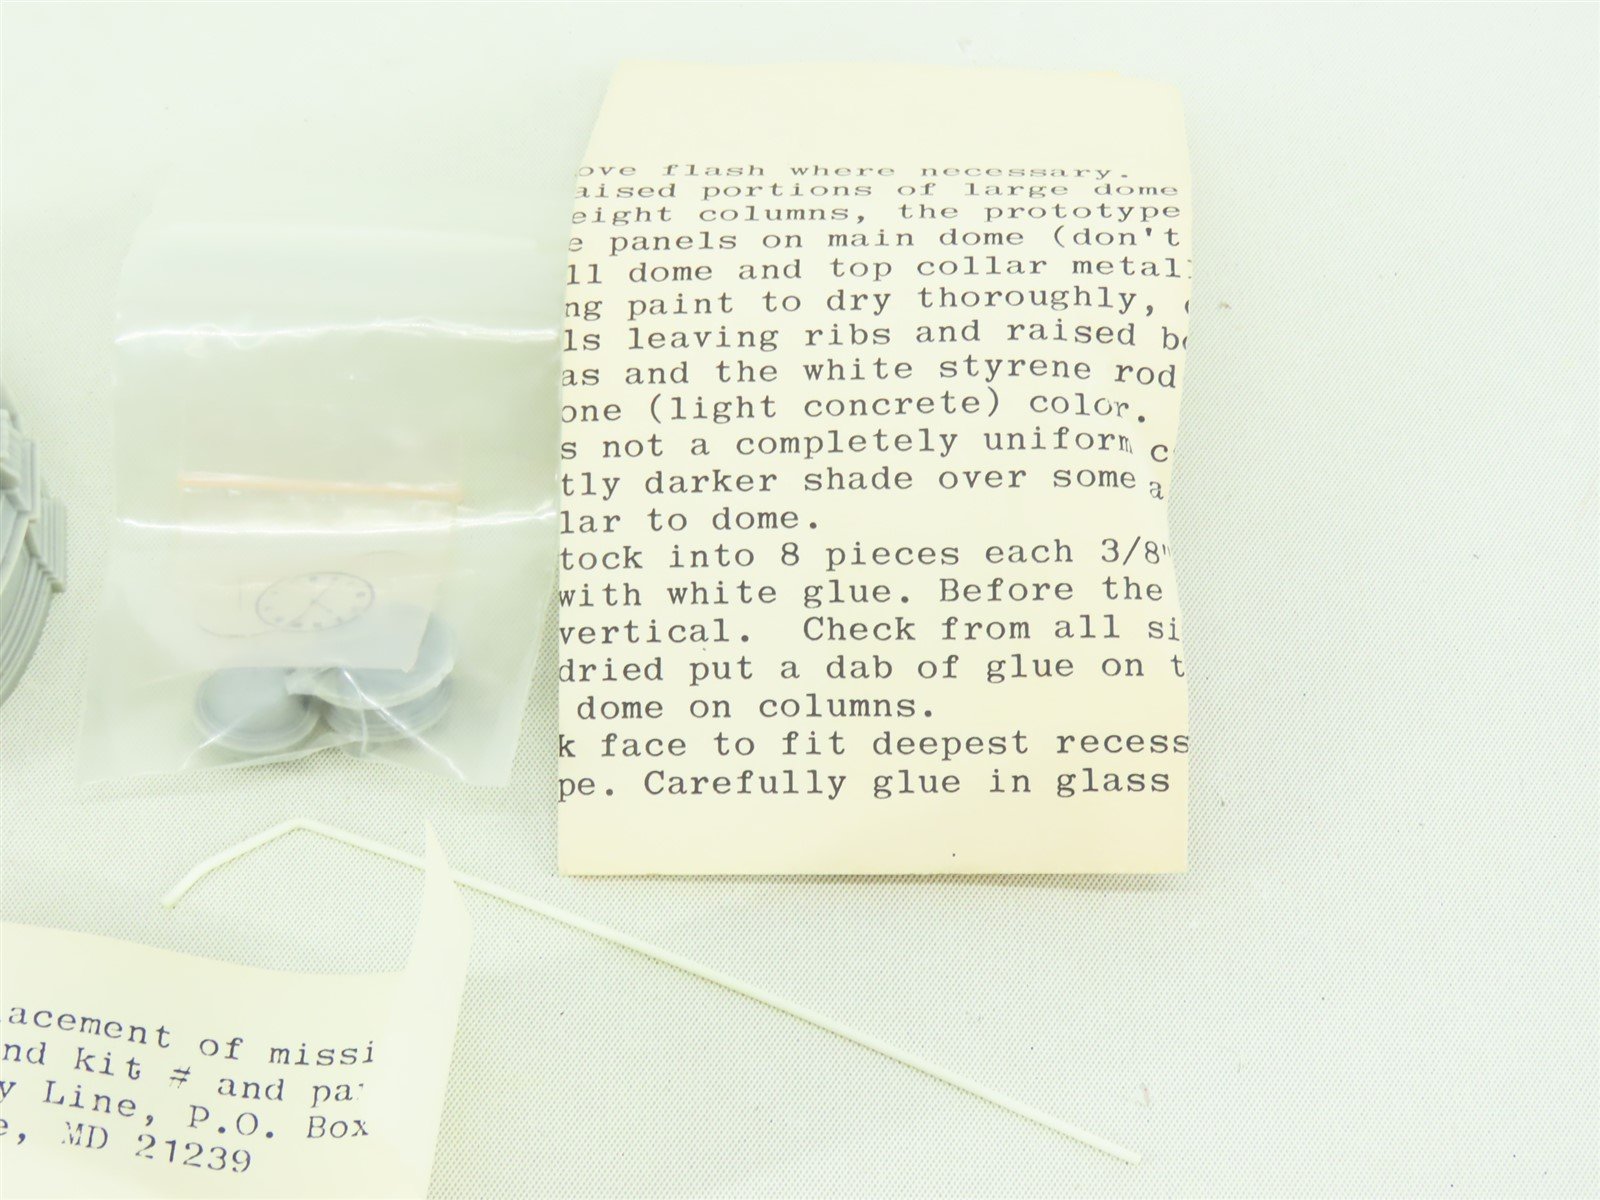 ove flash where necessary.
aised portions of large dome
eight columns, the prototype
e panels on main dome (don't
ll dome and top collar metal
ng paint to dry thoroughly,
ls leaving ribs and raised
as and the white styrene rod
one (light concrete) color.
s not a completely uniform c
tly darker shade over some a
lar to dome.
tock into 8 pieces each 3/8"
with white glue. Before the
vertical. Check from all si
dried put a dab of glue on t
dome on columns.
k face to fit deepest recess
pe. Carefully glue in glass
lacement of missi
nd kit # and pa
y Line, P.O. Box
e, MD 21239